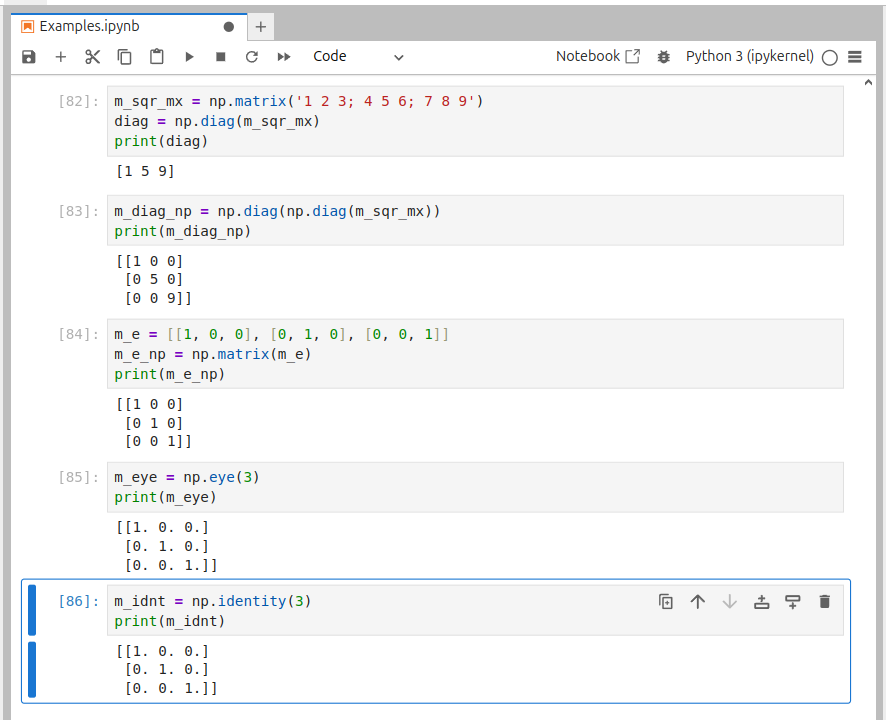 Examples.ipynb
Code
Notebook
Python 3 (ipykernel)
[82]: m_sqr_mx = np.matrix('1 2 3; 4 5 6; 7 8 9')
diag = np.diag(m_sqr_mx)
print(diag)
[1 5 9]
[83]: m_diag_np = np.diag(np.diag(m_sqr_mx))
print(m_diag_np)
[[1 0 0]
[0 5 0]
[0 0 9]]
[84]: m_e = [[1, 0, 0], [0, 1, 0], [0, 0, 1]]
m_e_np = np.matrix(m_e)
print(m_e_np)
[[1 0 0]
[0 1 0]
[0 0 1]]
[85]: m_eye = np.eye(3)
print(m_eye)
[[1. 0. 0.]
[0. 1. 0.]
[0. 0. 1.]]
[86]: m_idnt = np.identity(3)
print(m_idnt)
[[1. 0. 0.]
[0. 1. 0.]
[0. 0. 1.]]